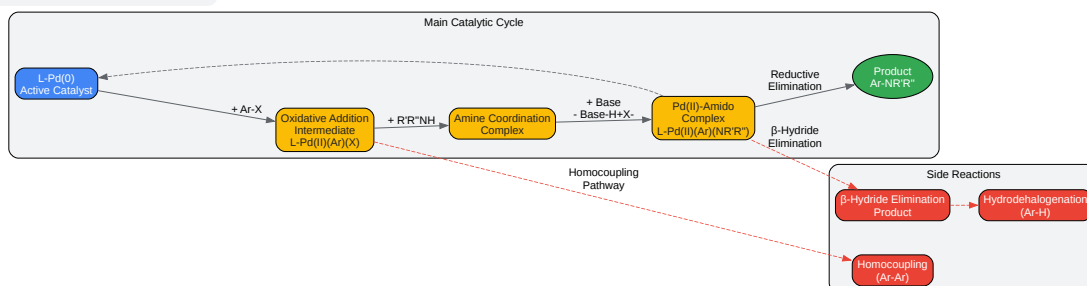 Main Catalytic Cycle
L-Pd(0)
Active Catalyst
+ Ar-X
Oxidative Addition
Intermediate
L-Pd(II)(Ar)(X)
+ R'R"NH
Amine Coordination
Complex
+ Base
- Base-H+X-
Pd(II)-Amido
Complex
L-Pd(II)(Ar)(NR'R")
Reductive
Elimination
Product
Ar-NR'R"
β-Hydride
Elimination
Homocoupling
Pathway
Side Reactions
β-Hydride Elimination
Product
Hydrodehalogenation
(Ar-H)
Homocoupling
(Ar-Ar)